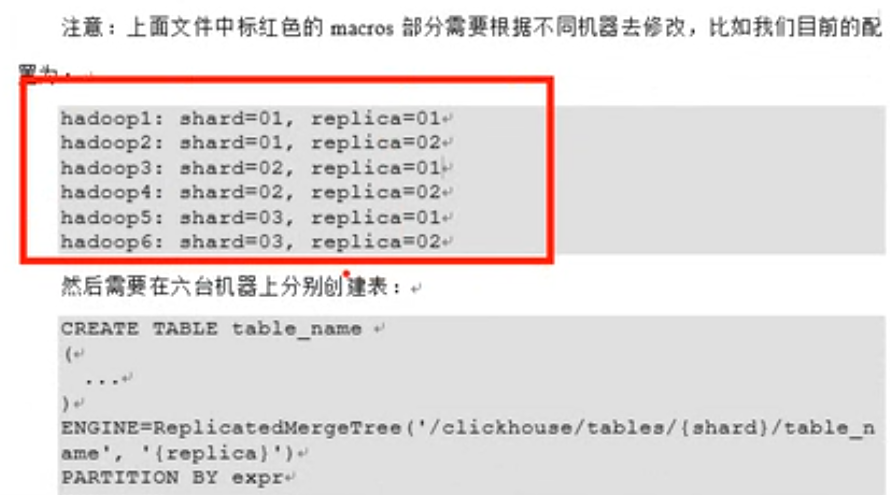 注意：上面文件中标红色的 macros 部分需要根据不同机器去修改，比如我们目前的配
置为：
hadoop1: shard=01, replica=01
hadoop2: shard=01, replica=02
hadoop3: shard=02, replica=01
hadoop4: shard=02, replica=02
hadoop5: shard=03, replica=01
hadoop6: shard=03, replica=02
然后需要在六台机器上分别创建表：
CREATE TABLE table_name
(
...
)
ENGINE=ReplicatedMergeTree('/clickhouse/tables/{shard}/table_n
ame', '{replica}')
PARTITION BY expr